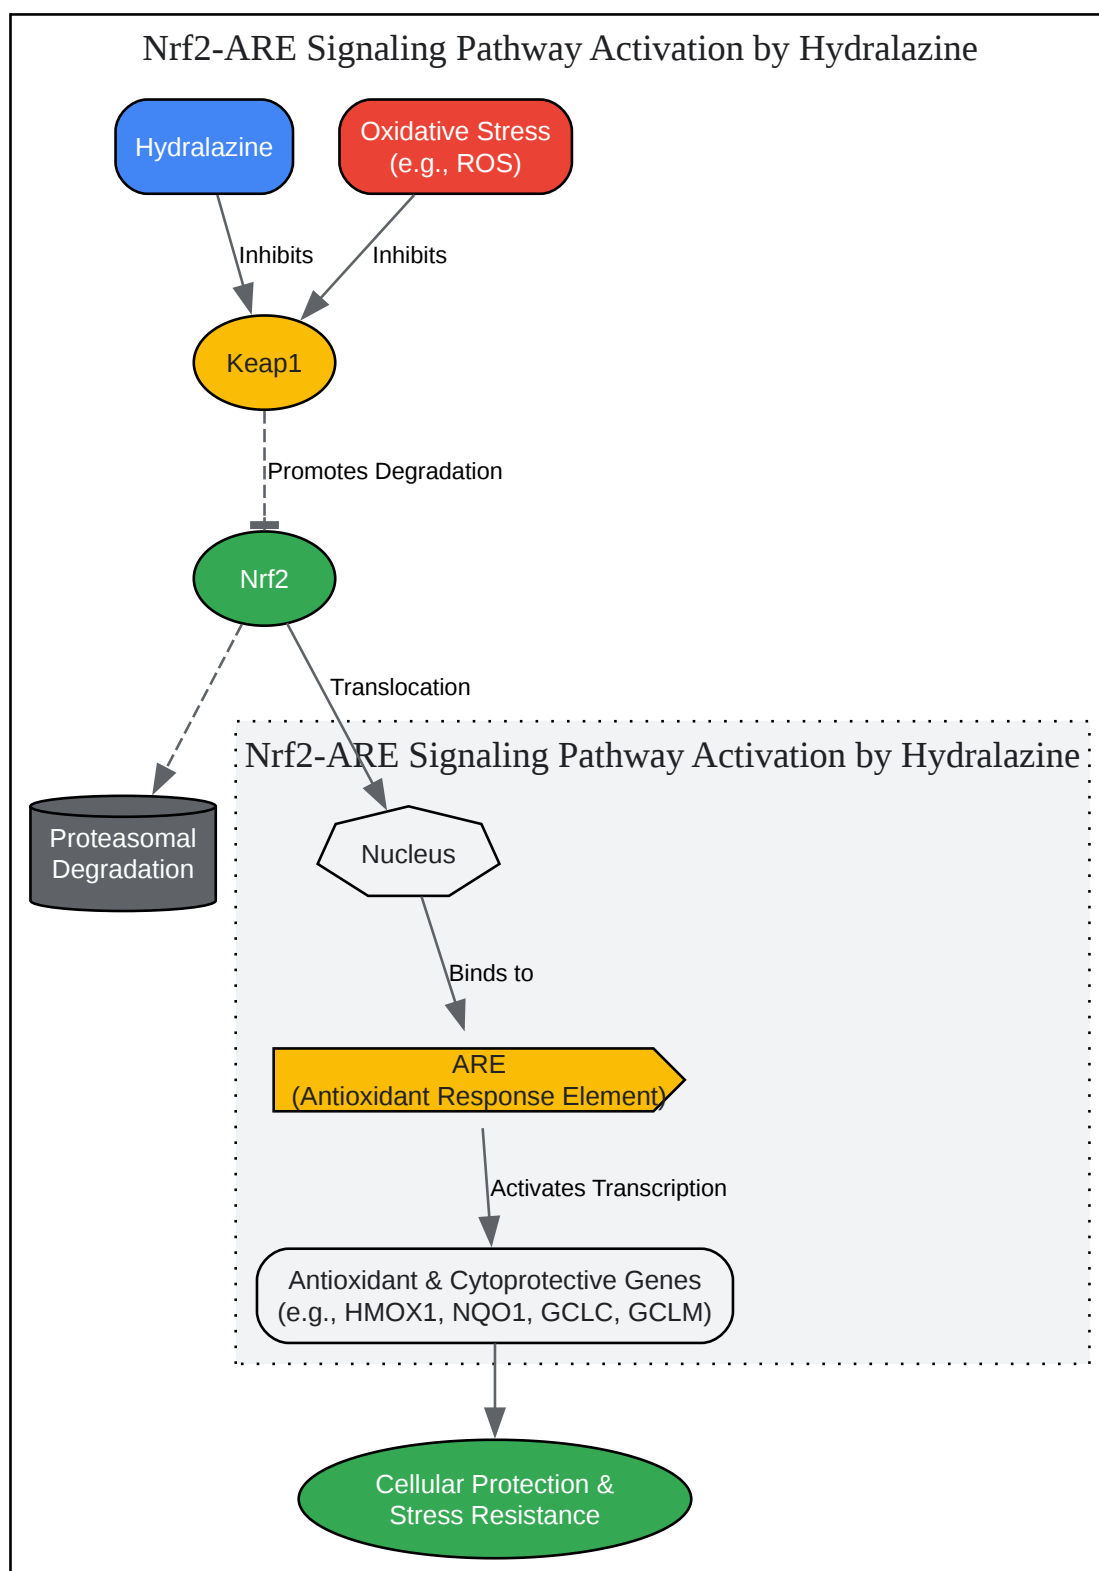 Nrf2-ARE Signaling Pathway Activation by Hydralazine
Hydralazine
Oxidative Stress
(e.g., ROS)
Inhibits
Inhibits
Keap1
Promotes Degradation
Nrf2
Translocation
Nrf2-ARE Signaling Pathway Activation by Hydralazine
Proteasomal
Degradation
Nucleus
Binds to
ARE
(Antioxidant Response Element)
Activates Transcription
Antioxidant & Cytoprotective Genes
(e.g., HMOX1, NQO1, GCLC, GCLM)
Cellular Protection &
Stress Resistance